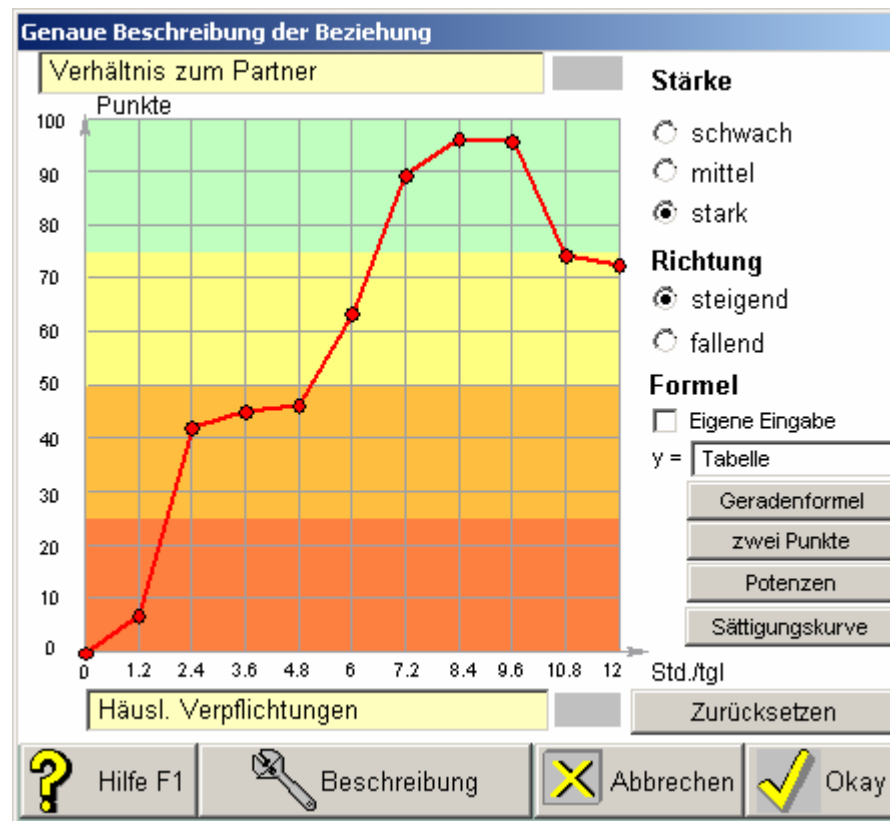 Genaue Beschreibung der Beziehung
Verhältnis zum Partner
Punkte
100
90
80
70
60
50
40
30
20
10
0
0 1.2 2.4 3.6 4.8 6 7.2 8.4 9.6 10.8 12
Std./tgl
Häusl. Verpflichtungen
Stärke
schwach
mittel
stark
Richtung
steigend
fallend
Formel
Eigene Eingabe
y = Tabelle
Geradenformel
zwei Punkte
Potenzen
Sättigungskurve
Zurücksetzen
? Hilfe F1 Beschreibung Abbrechen Okay